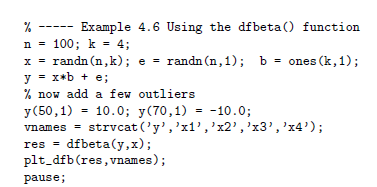 % ----- Example 4.6 Using the dfbeta() function
n = 100; k = 4;
x = randn(n,k); e = randn(n,1); b = ones(k,1);
y = x*b + e;
% now add a few outliers
y(50,1) = 10.0; y(70,1) = -10.0;
vnames = strvcat('y','x1','x2','x3','x4');
res = dfbeta(y,x);
plt_dfb(res,vnames);
pause;